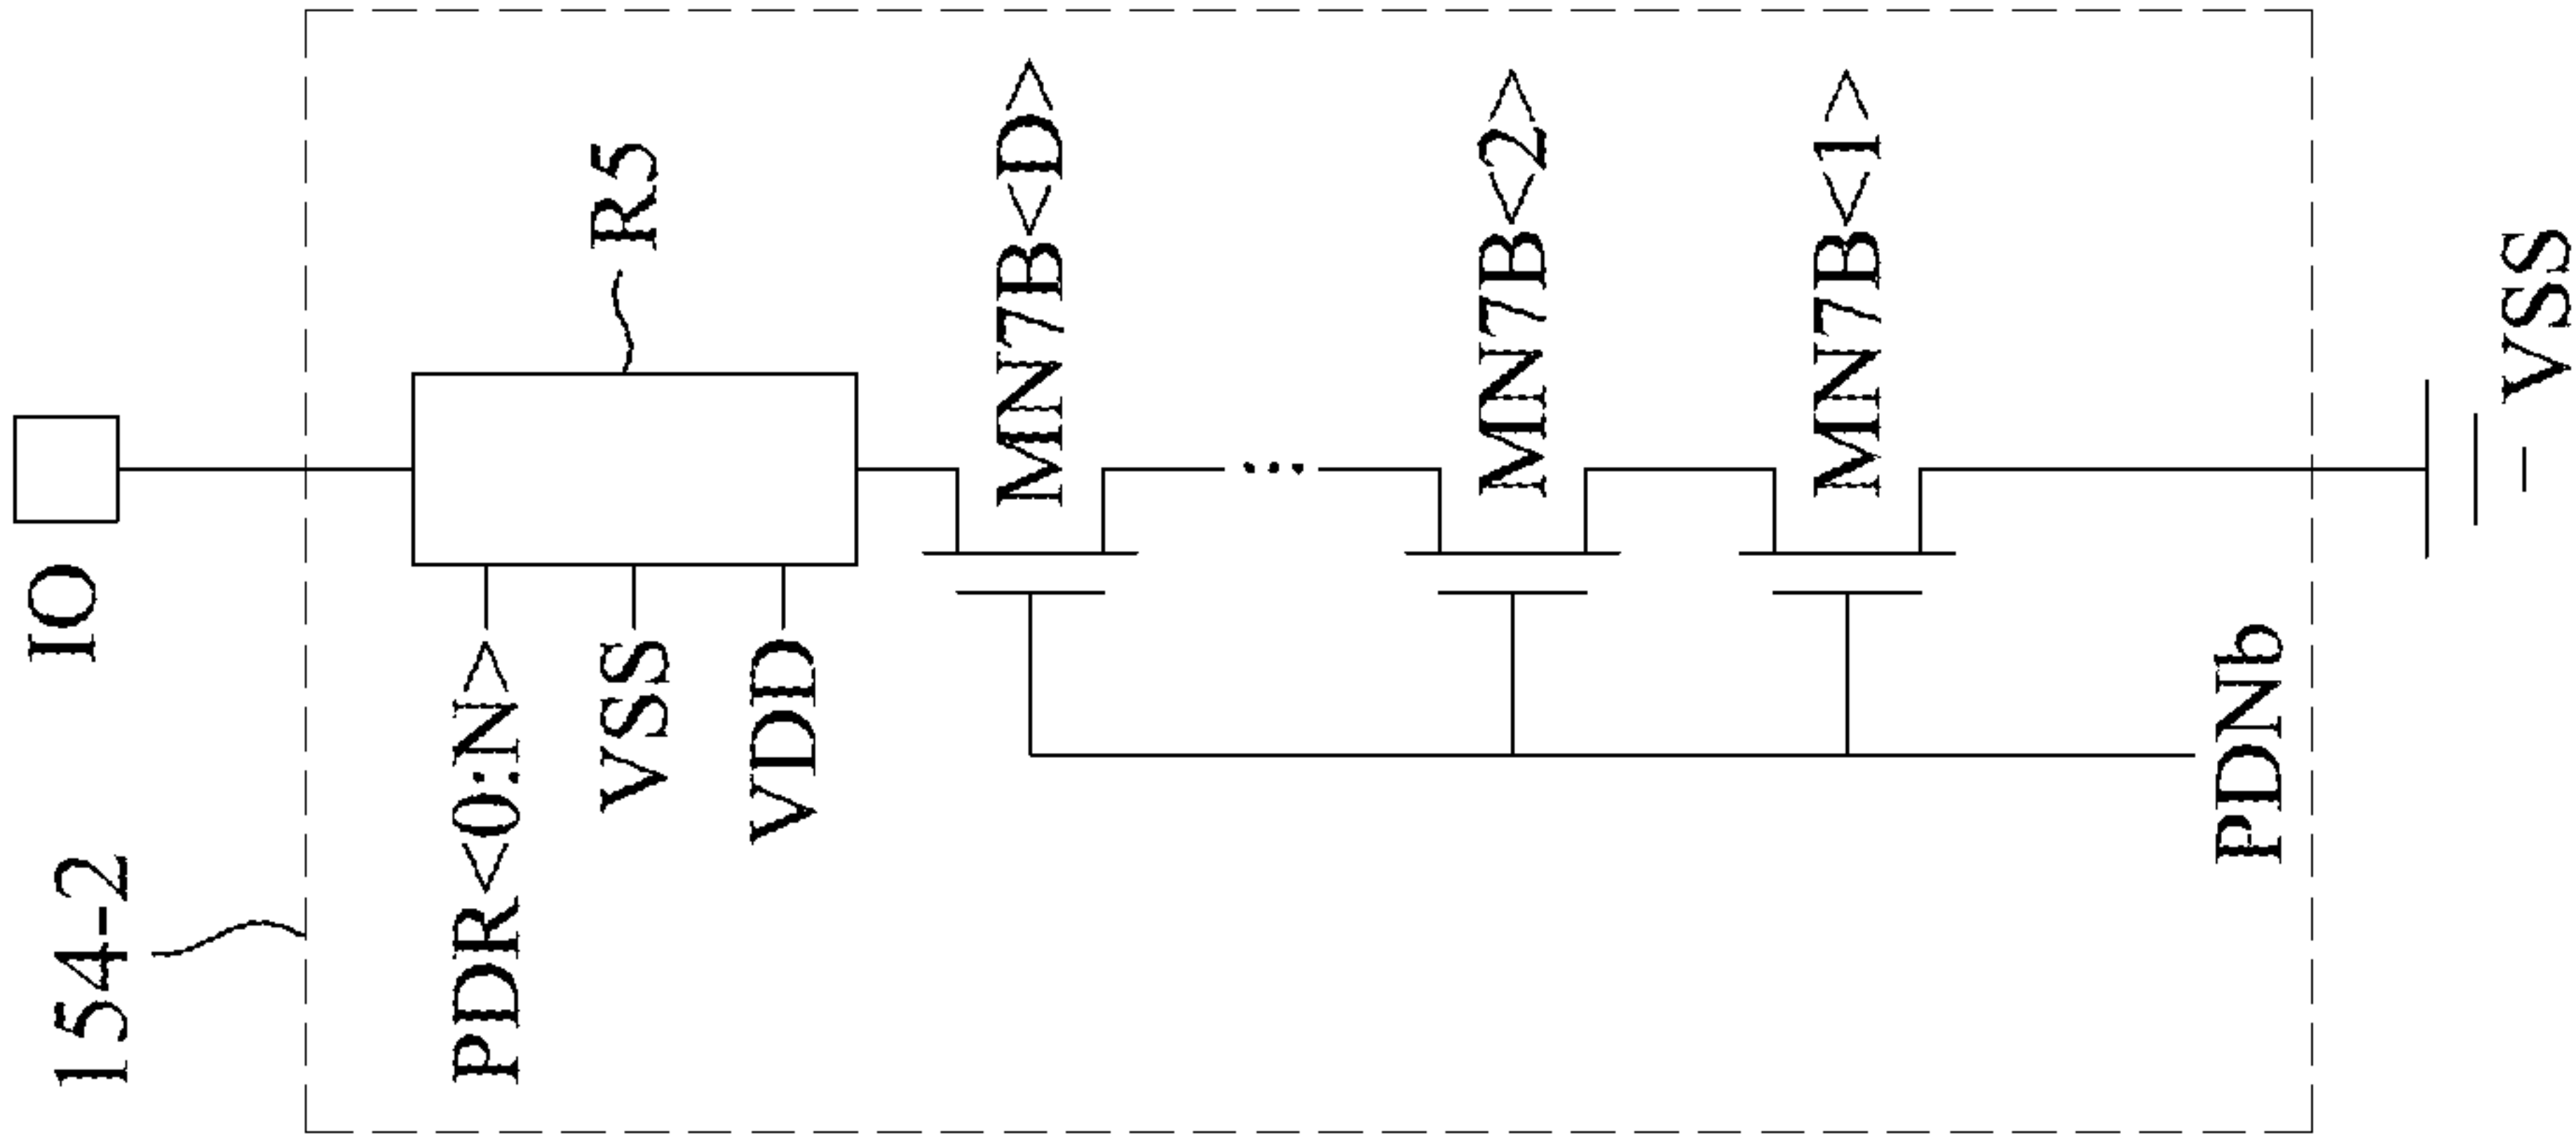 154-2
IO
PDR<0:N>
VSS
VDD
R5
MN7B<D>
MN7B<2>
MN7B<1>
PDNb
VSS